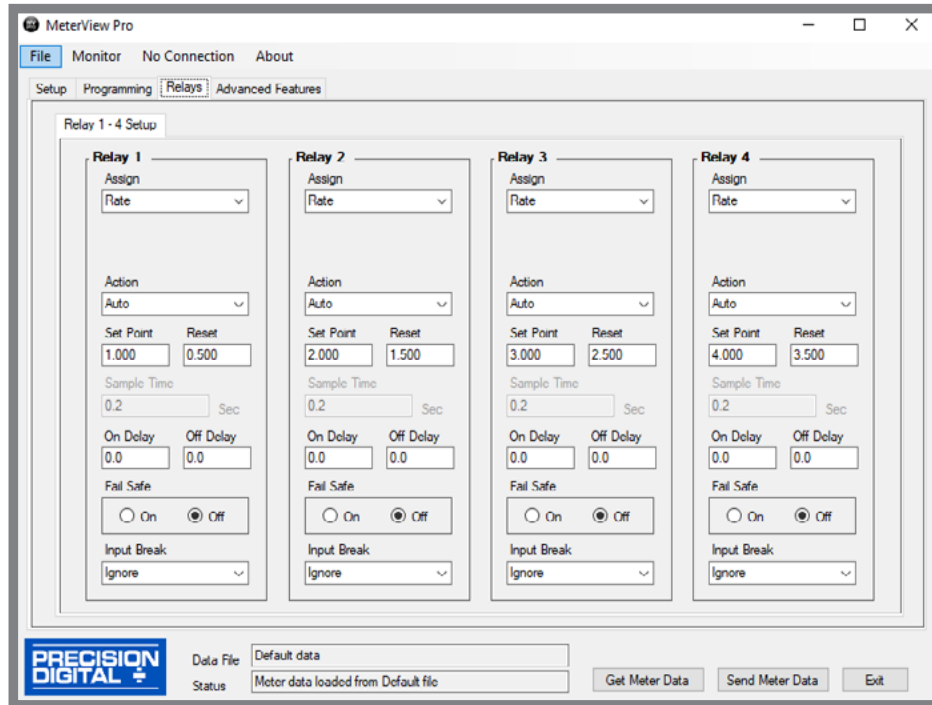 MeterView Pro
File Monitor No Connection About
Setup Programming Relays Advanced Features
Relay 1 - 4 Setup
Relay 1 Relay 2 Relay 3 Relay 4
Assign Assign Assign Assign
Rate Rate Rate Rate
Action Action Action Action
Auto Auto Auto Auto
Set Point Reset Set Point Reset Set Point Reset Set Point Reset
1.000 0.500 2.000 1.500 3.000 2.500 4.000 3.500
Sample Time Sample Time Sample Time Sample Time
0.2 Sec 0.2 Sec 0.2 Sec 0.2 Sec
On Delay Off Delay On Delay Off Delay On Delay Off Delay On Delay Off Delay
0.0 0.0 0.0 0.0 0.0 0.0 0.0 0.0
Fail Safe Fail Safe Fail Safe Fail Safe
On Off On Off On Off On Off
Input Break Input Break Input Break Input Break
Ignore Ignore Ignore Ignore
PRECISION
DIGITAL
Data File Default data
Status Meter data loaded from Default file
Get Meter Data Send Meter Data Exit